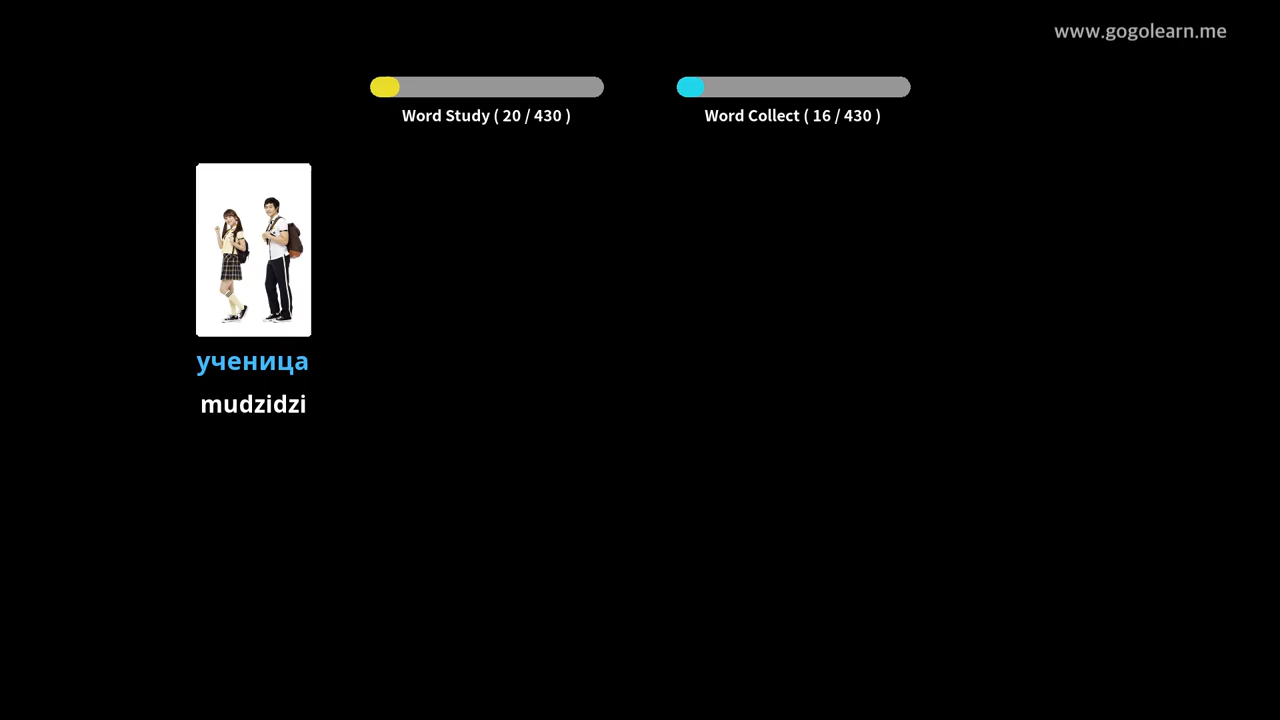 www.gogolearn.me
Word Study ( 20 / 430 )
Word Collect ( 16 / 430 )
ученица
mudzidzi